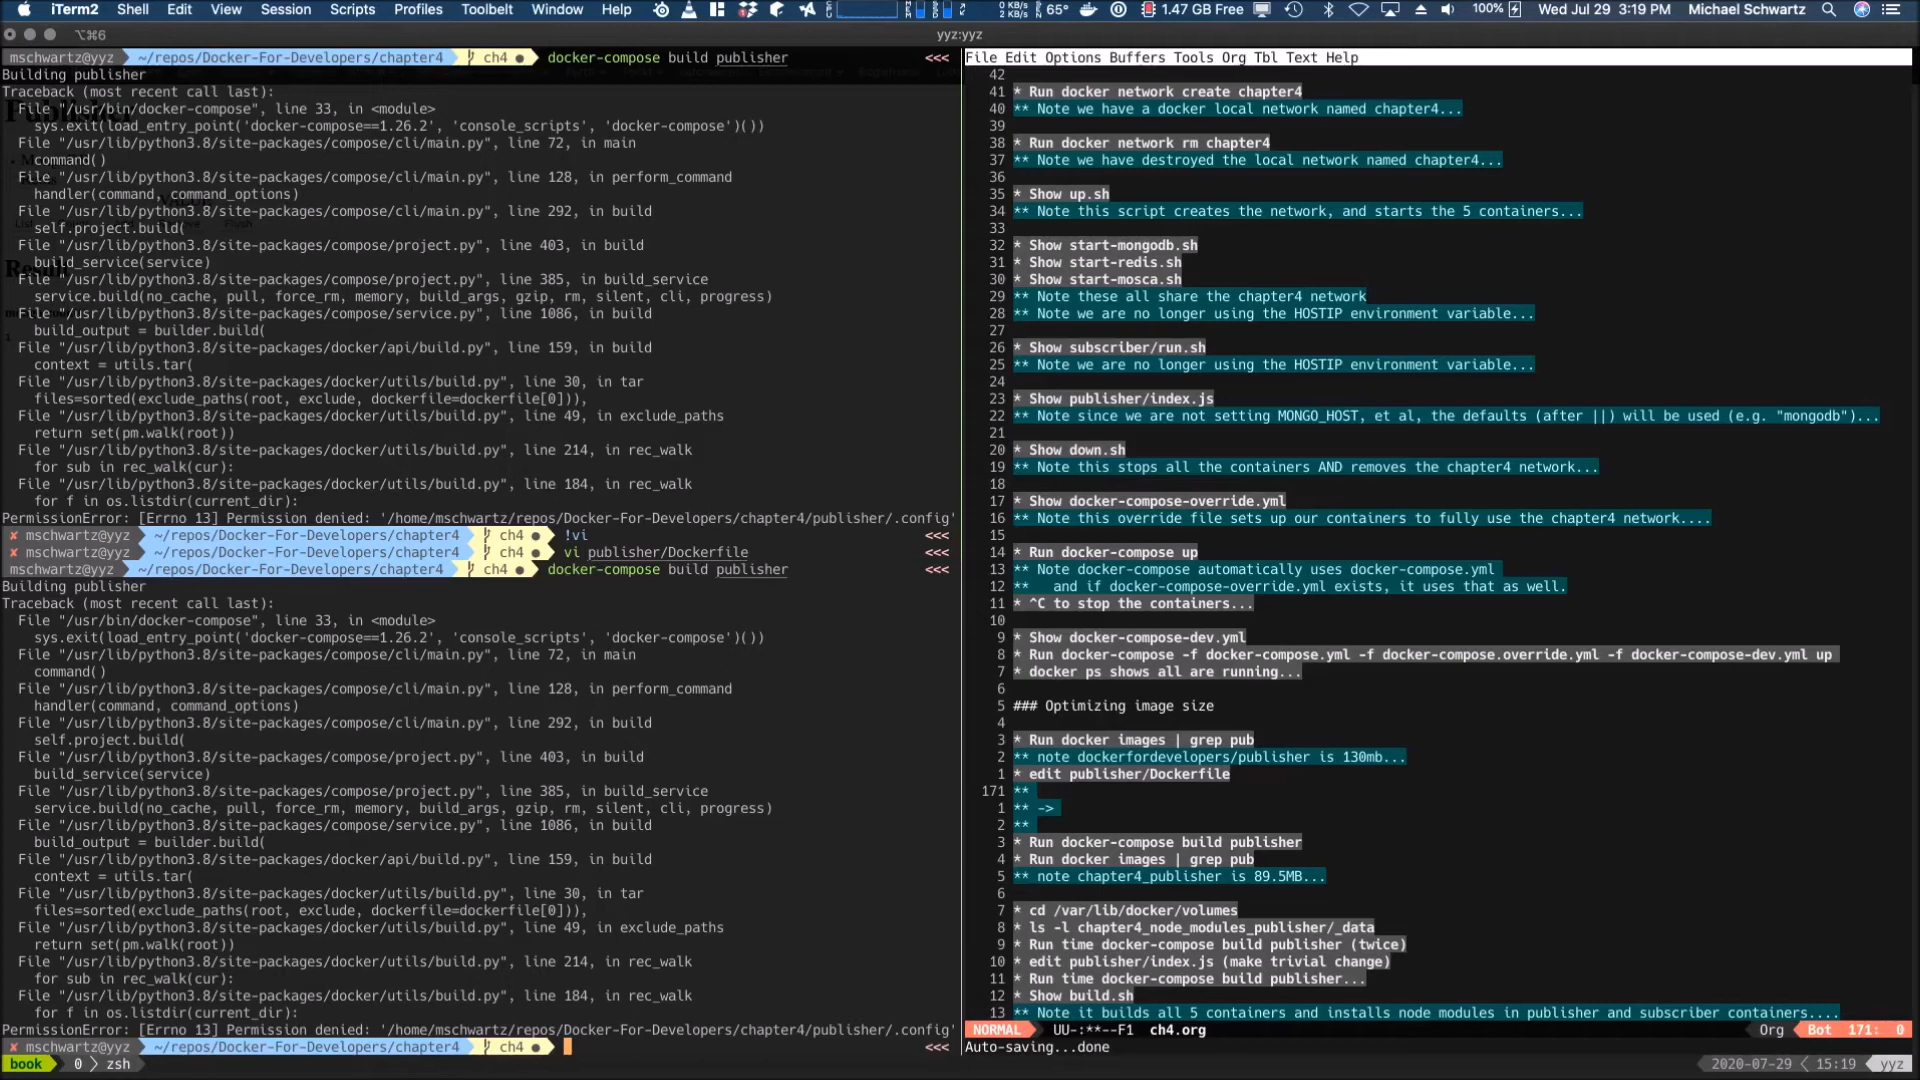 iTerm2 Shell Edit View Session Scripts Profiles Toolbelt Window Help 0 KB/s 2 KB/s 65° 1.47 GB Free 100% Wed Jul 29 3:19 PM Michael Schwartz
⌥⌘6 yyz:yyz
mschwartz@yyz ~/repos/Docker-For-Developers/chapter4 ch4 ● docker-compose build publisher <<<
Building publisher
Traceback (most recent call last):
File "/usr/bin/docker-compose", line 33, in <module>
sys.exit(load_entry_point('docker-compose==1.26.2', 'console_scripts', 'docker-compose')())
File "/usr/lib/python3.8/site-packages/compose/cli/main.py", line 72, in main
command()
File "/usr/lib/python3.8/site-packages/compose/cli/main.py", line 128, in perform_command
handler(command, command_options)
File "/usr/lib/python3.8/site-packages/compose/cli/main.py", line 292, in build
self.project.build(
File "/usr/lib/python3.8/site-packages/compose/project.py", line 403, in build
build_service(service)
File "/usr/lib/python3.8/site-packages/compose/project.py", line 385, in build_service
service.build(no_cache, pull, force_rm, memory, build_args, gzip, rm, silent, cli, progress)
File "/usr/lib/python3.8/site-packages/compose/service.py", line 1086, in build
build_output = builder.build(
File "/usr/lib/python3.8/site-packages/docker/api/build.py", line 159, in build
context = utils.tar(
File "/usr/lib/python3.8/site-packages/docker/utils/build.py", line 30, in tar
files=sorted(exclude_paths(root, exclude, dockerfile=dockerfile[0])),
File "/usr/lib/python3.8/site-packages/docker/utils/build.py", line 49, in exclude_paths
return set(pm.walk(root))
File "/usr/lib/python3.8/site-packages/docker/utils/build.py", line 214, in rec_walk
for sub in rec_walk(cur):
File "/usr/lib/python3.8/site-packages/docker/utils/build.py", line 184, in rec_walk
for f in os.listdir(current_dir):
PermissionError: [Errno 13] Permission denied: '/home/mschwartz/repos/Docker-For-Developers/chapter4/publisher/.config'
✘ mschwartz@yyz ~/repos/Docker-For-Developers/chapter4 ch4 ● !vi <<<
✘ mschwartz@yyz ~/repos/Docker-For-Developers/chapter4 ch4 ● vi publisher/Dockerfile <<<
mschwartz@yyz ~/repos/Docker-For-Developers/chapter4 ch4 ● docker-compose build publisher <<<
Building publisher
Traceback (most recent call last):
File "/usr/bin/docker-compose", line 33, in <module>
sys.exit(load_entry_point('docker-compose==1.26.2', 'console_scripts', 'docker-compose')())
File "/usr/lib/python3.8/site-packages/compose/cli/main.py", line 72, in main
command()
File "/usr/lib/python3.8/site-packages/compose/cli/main.py", line 128, in perform_command
handler(command, command_options)
File "/usr/lib/python3.8/site-packages/compose/cli/main.py", line 292, in build
self.project.build(
File "/usr/lib/python3.8/site-packages/compose/project.py", line 403, in build
build_service(service)
File "/usr/lib/python3.8/site-packages/compose/project.py", line 385, in build_service
service.build(no_cache, pull, force_rm, memory, build_args, gzip, rm, silent, cli, progress)
File "/usr/lib/python3.8/site-packages/compose/service.py", line 1086, in build
build_output = builder.build(
File "/usr/lib/python3.8/site-packages/docker/api/build.py", line 159, in build
context = utils.tar(
File "/usr/lib/python3.8/site-packages/docker/utils/build.py", line 30, in tar
files=sorted(exclude_paths(root, exclude, dockerfile=dockerfile[0])),
File "/usr/lib/python3.8/site-packages/docker/utils/build.py", line 49, in exclude_paths
return set(pm.walk(root))
File "/usr/lib/python3.8/site-packages/docker/utils/build.py", line 214, in rec_walk
for sub in rec_walk(cur):
File "/usr/lib/python3.8/site-packages/docker/utils/build.py", line 184, in rec_walk
for f in os.listdir(current_dir):
PermissionError: [Errno 13] Permission denied: '/home/mschwartz/repos/Docker-For-Developers/chapter4/publisher/.config'
✘ mschwartz@yyz ~/repos/Docker-For-Developers/chapter4 ch4 ● <<<
File Edit Options Buffers Tools Org Tbl Text Help
42
41 * Run docker network create chapter4
40 ** Note we have a docker local network named chapter4...
39
38 * Run docker network rm chapter4
37 ** Note we have destroyed the local network named chapter4...
36
35 * Show up.sh
34 ** Note this script creates the network, and starts the 5 containers...
33
32 * Show start-mongodb.sh
31 * Show start-redis.sh
30 * Show start-mosca.sh
29 ** Note these all share the chapter4 network
28 ** Note we are no longer using the HOSTIP environment variable...
27
26 * Show subscriber/run.sh
25 ** Note we are no longer using the HOSTIP environment variable...
24
23 * Show publisher/index.js
22 ** Note since we are not setting MONGO_HOST, et al, the defaults (after ||) will be used (e.g. "mongodb")...
21
20 * Show down.sh
19 ** Note this stops all the containers AND removes the chapter4 network...
18
17 * Show docker-compose-override.yml
16 ** Note this override file sets up our containers to fully use the chapter4 network....
15
14 * Run docker-compose up
13 ** Note docker-compose automatically uses docker-compose.yml
12 ** and if docker-compose-override.yml exists, it uses that as well.
11 * ^C to stop the containers...
10
9 * Show docker-compose-dev.yml
8 * Run docker-compose -f docker-compose.yml -f docker-compose.override.yml -f docker-compose-dev.yml up
7 * docker ps shows all are running...
6
5 ### Optimizing image size
4
3 * Run docker images | grep pub
2 ** note dockerfordevelopers/publisher is 130mb...
1 * edit publisher/Dockerfile
171 **
1 ** ->
2 **
3 * Run docker-compose build publisher
4 * Run docker images | grep pub
5 ** note chapter4_publisher is 89.5MB...
6
7 * cd /var/lib/docker/volumes
8 * ls -l chapter4_node_modules_publisher/_data
9 * Run time docker-compose build publisher (twice)
10 * edit publisher/index.js (make trivial change)
11 * Run time docker-compose build publisher...
12 * Show build.sh
13 ** Note it builds all 5 containers and installs node modules in publisher and subscriber containers....
NORMAL UU-:**--F1 ch4.org Org Bot 171: 0
Auto-saving...done
book 0 zsh 2020-07-29 15:19 yyz